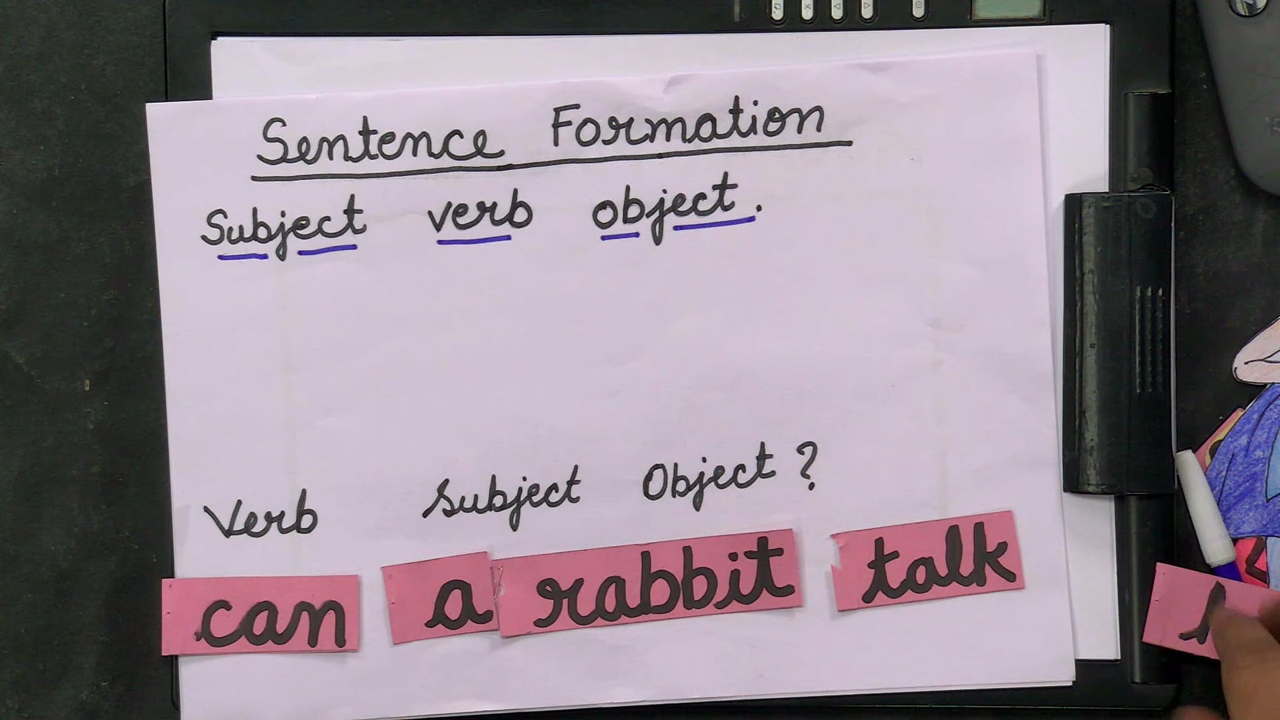 Sentence Formation
Subject verb object.
Verb Subject Object ?
can a rabbit talk